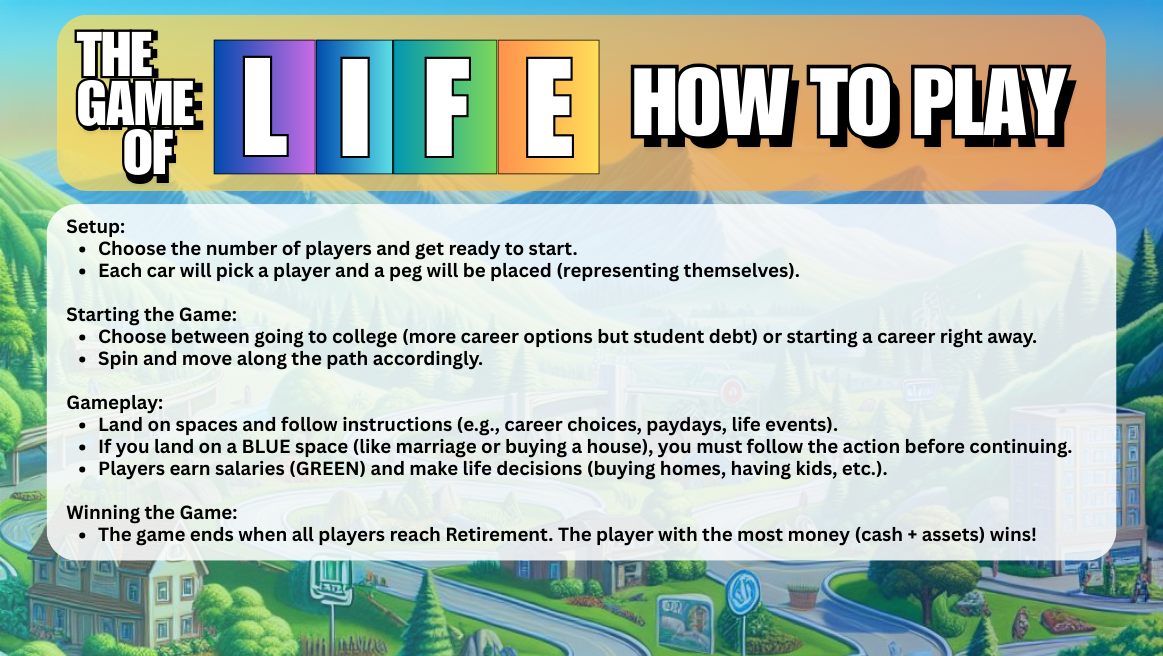 THE
GAME
OF
LIFE
HOW TO PLAY
Setup:
• Choose the number of players and get ready to start.
• Each car will pick a player and a peg will be placed (representing themselves).
Starting the Game:
• Choose between going to college (more career options but student debt) or starting a career right away.
• Spin and move along the path accordingly.
Gameplay:
• Land on spaces and follow instructions (e.g., career choices, paydays, life events).
• If you land on a BLUE space (like marriage or buying a house), you must follow the action before continuing.
• Players earn salaries (GREEN) and make life decisions (buying homes, having kids, etc.).
Winning the Game:
• The game ends when all players reach Retirement. The player with the most money (cash + assets) wins!